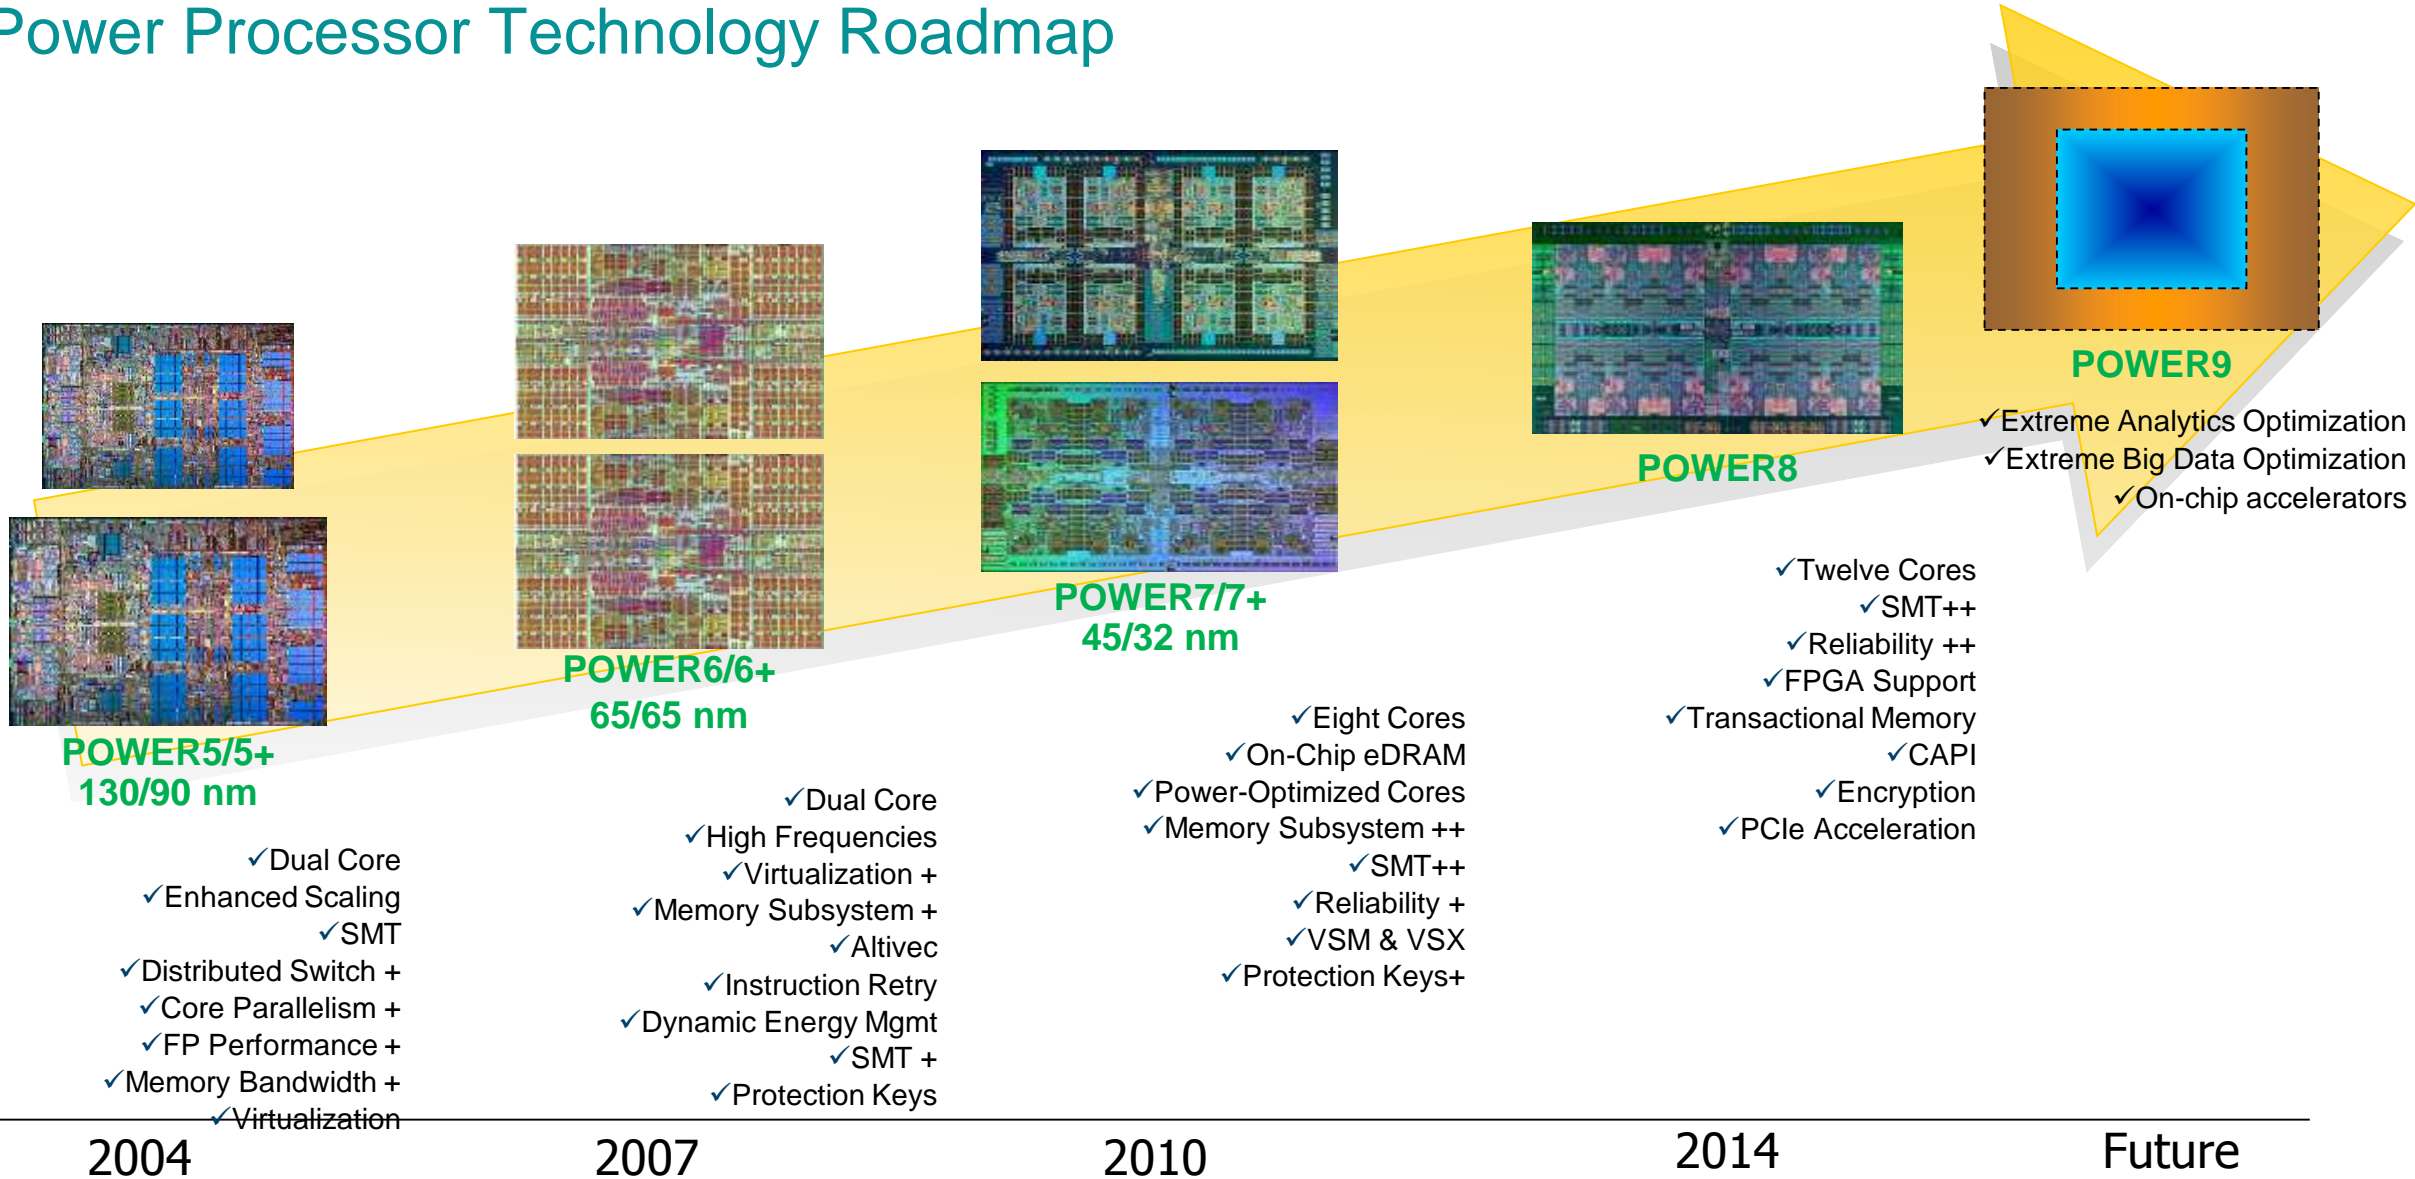 Power Processor Technology Roadmap
POWER5/5+
130/90 nm
✓Dual Core
✓Enhanced Scaling
✓SMT
✓Distributed Switch +
✓Core Parallelism +
✓FP Performance +
✓Memory Bandwidth +
✓Virtualization
2004
POWER6/6+
65/65 nm
✓Dual Core
✓High Frequencies
✓Virtualization +
✓Memory Subsystem +
✓Altivec
✓Instruction Retry
✓Dynamic Energy Mgmt
✓SMT +
✓Protection Keys
2007
POWER7/7+
45/32 nm
✓Eight Cores
✓On-Chip eDRAM
✓Power-Optimized Cores
✓Memory Subsystem ++
✓SMT++
✓Reliability +
✓VSM & VSX
✓Protection Keys+
2010
POWER8
✓Twelve Cores
✓SMT++
✓Reliability ++
✓FPGA Support
✓Transactional Memory
✓CAPI
✓Encryption
✓PCIe Acceleration
2014
POWER9
✓Extreme Analytics Optimization
✓Extreme Big Data Optimization
✓On-chip accelerators
Future